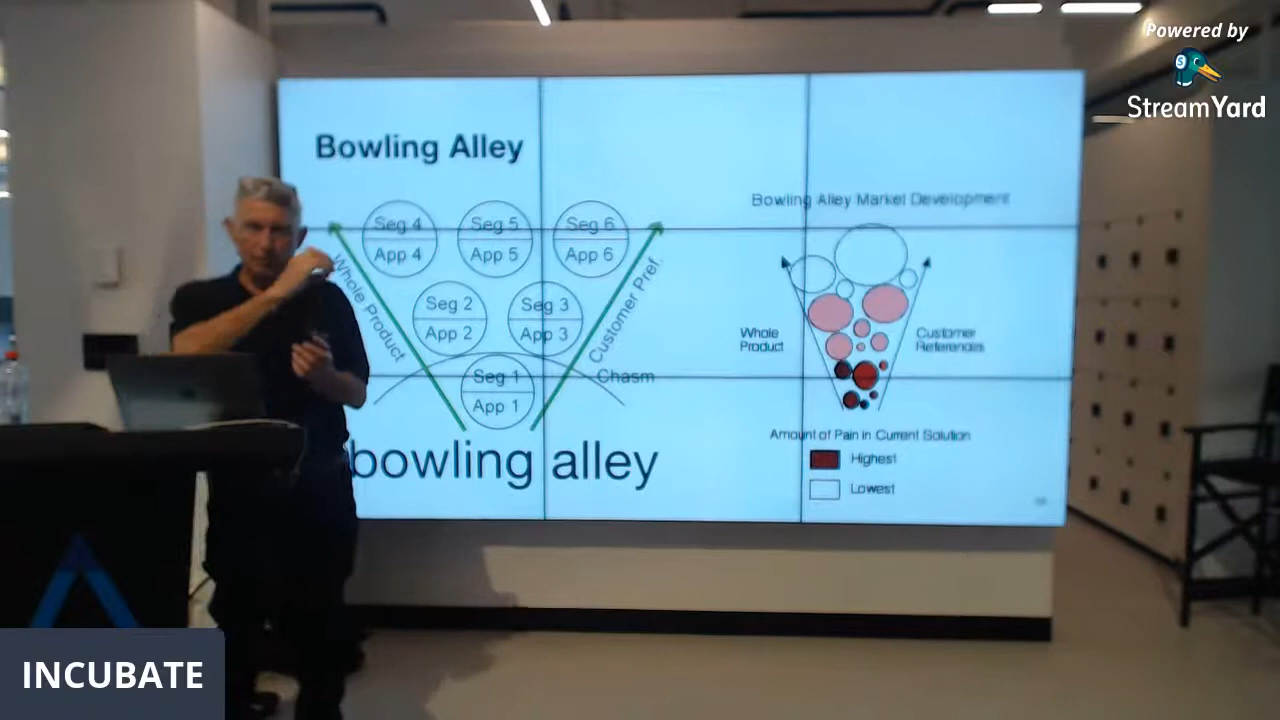 Powered by
StreamYard
Bowling Alley
Seg 4
App 4
Seg 5
App 5
Seg 6
App 6
Seg 2
App 2
Seg 3
App 3
Seg 1
App 1
Whole Product
Customer Pref.
Chasm
bowling alley
Bowling Alley Market Development
Whole
Product
Customer
References
Amount of Pain in Current Solution
Highest
Lowest
INCUBATE